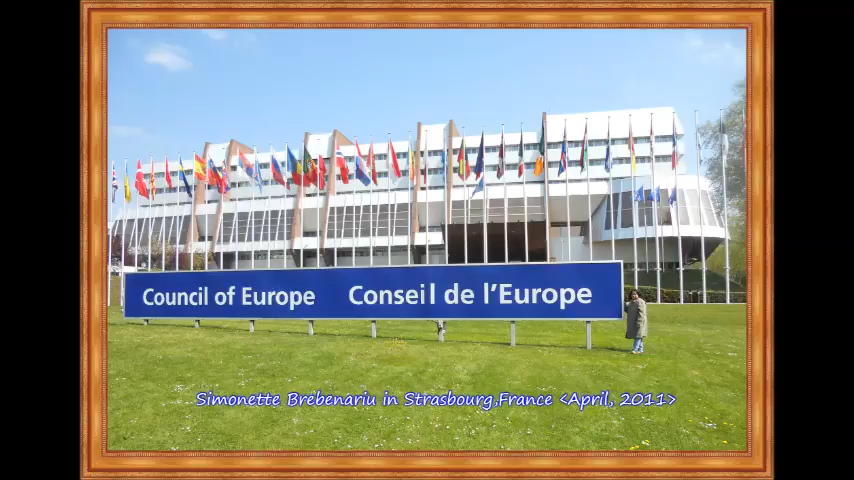 Council of Europe Conseil de l'Europe
Simonette Brebenariu in Strasbourg,France <April, 2011>